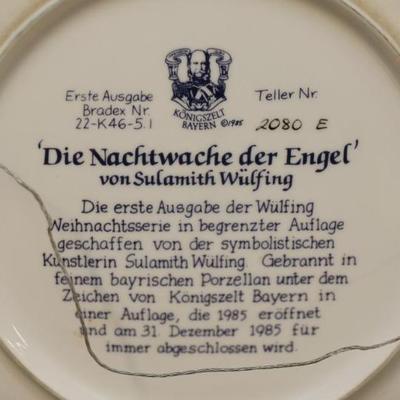 Erste Ausgabe
Bradex Nr.
22-K46-5.1
KÖNIGSZELT
BAYERN ©1985
Teller Nr.
2080 E
'Die Nachtwache der Engel'
von Sulamith Wülfing
Die erste Ausgabe der Wülfing
Weihnachtsserie in begrenzter Auflage
geschaffen von der symbolistischen
Künstlerin Sulamith Wülfing. Gebrannt in
feinem bayrischen Porzellan unter dem
Zeichen von Königszelt Bayern in
einer Auflage, die 1985 eröffnet
und am 31. Dezember 1985 für
immer abgeschlossen wird.